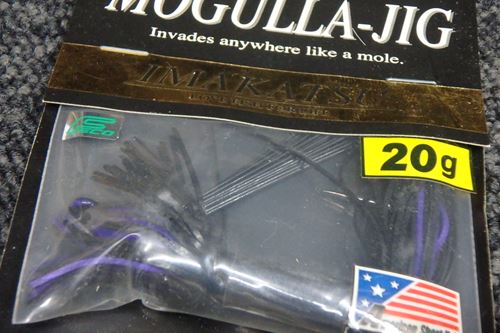 MOGULLA-JIG
Invades anywhere like a mole.
IMAKATSU
20g